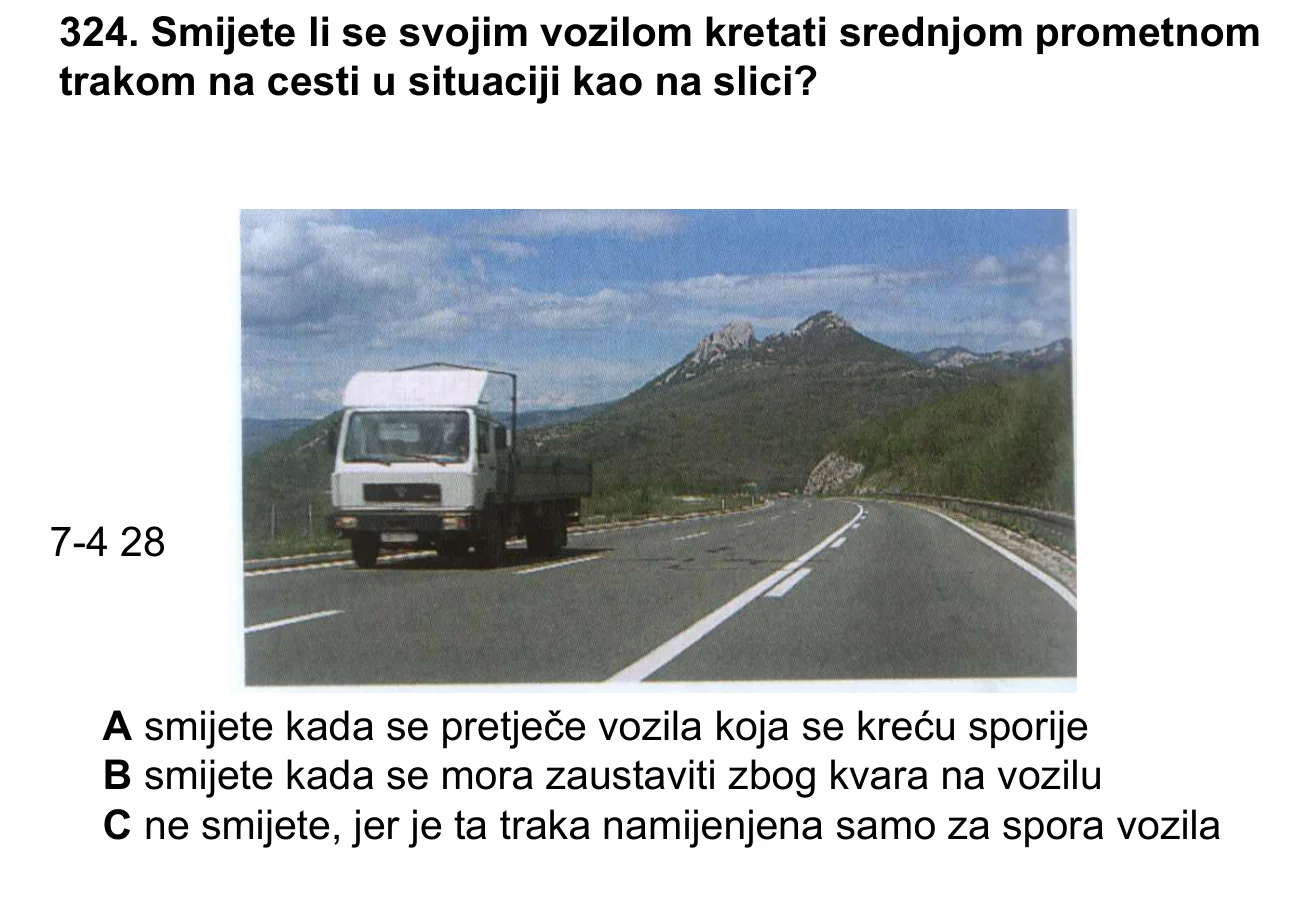 324. Smijete li se svojim vozilom kretati srednjom prometnom
trakom na cesti u situaciji kao na slici?
7-4 28
A smijete kada se pretječe vozila koja se kreću sporije
B smijete kada se mora zaustaviti zbog kvara na vozilu
C ne smijete, jer je ta traka namijenjena samo za spora vozila